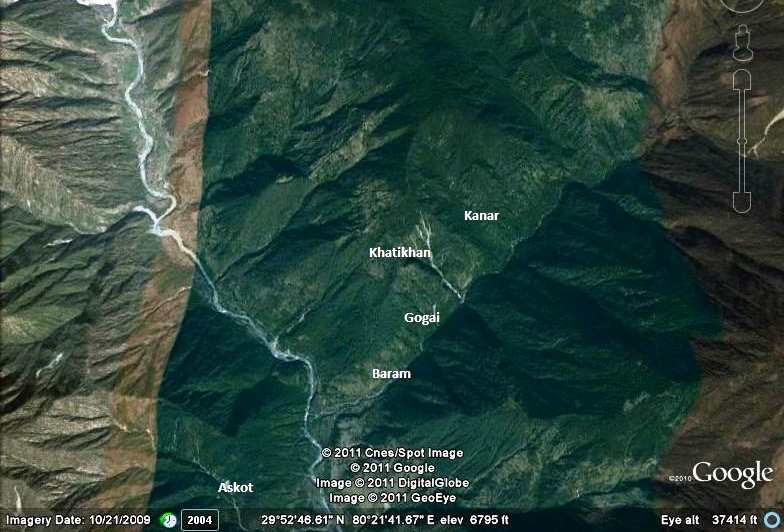 Kanar
Khatikhan
Gogai
Baram
© 2011 Cnes/Spot Image
© 2011 Google
Image © 2011 DigitalGlobe
Image © 2011 GeoEye
Askot
©2010 Google
Imagery Date: 10/21/2009 2004 29°52'46.61" N 80°21'41.67" E elev 6795 ft Eye alt 37414 ft